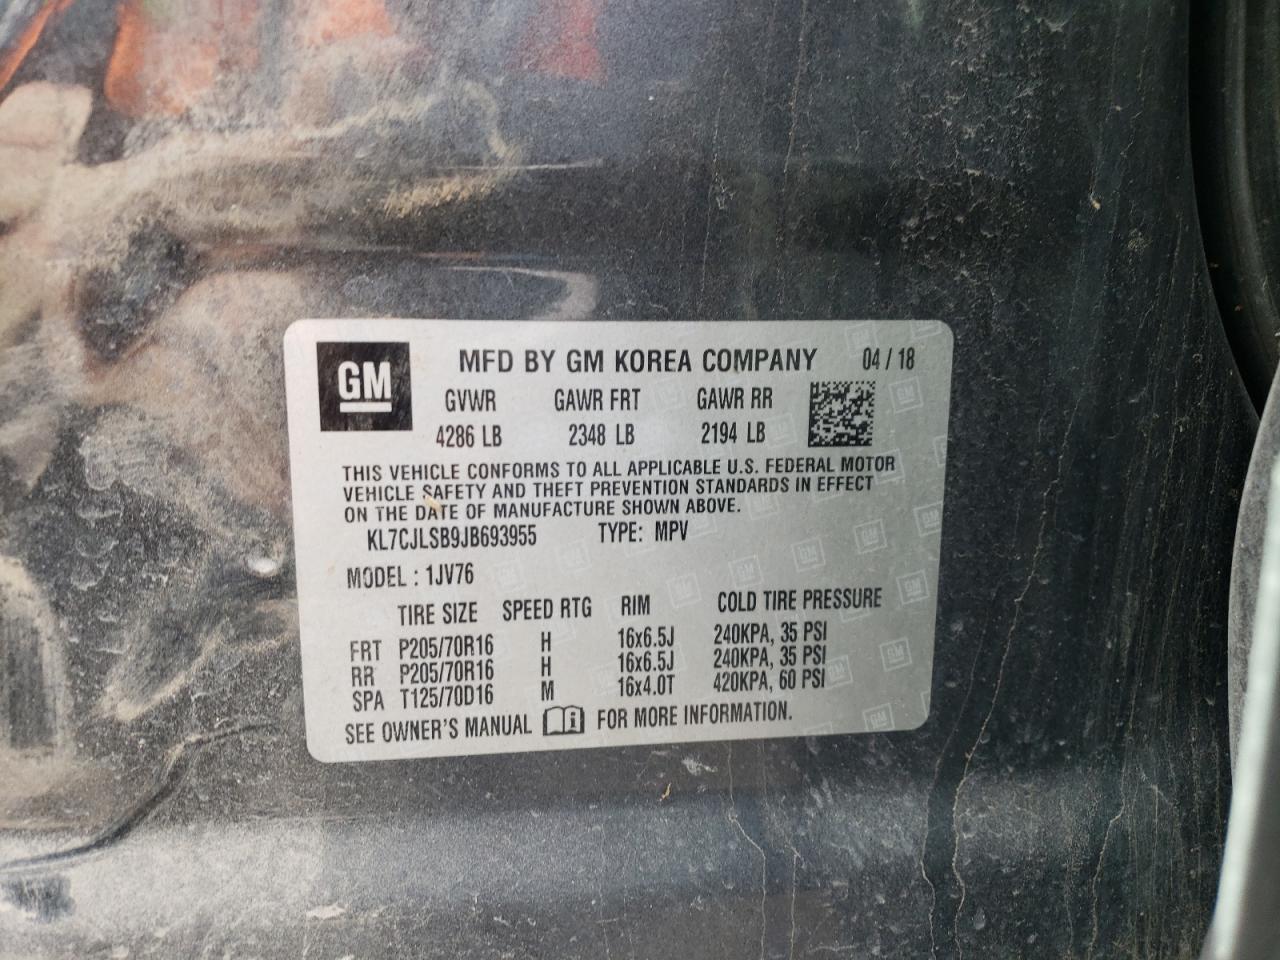 GM
MFD BY GM KOREA COMPANY 04 / 18
GVWR GAWR FRT GAWR RR
4286 LB 2348 LB 2194 LB
THIS VEHICLE CONFORMS TO ALL APPLICABLE U.S. FEDERAL MOTOR
VEHICLE SAFETY AND THEFT PREVENTION STANDARDS IN EFFECT
ON THE DATE OF MANUFACTURE SHOWN ABOVE.
KL7CJLSB9JB693955 TYPE: MPV
MODEL : 1JV76
TIRE SIZE SPEED RTG RIM COLD TIRE PRESSURE
FRT P205/70R16 H 16x6.5J 240KPA, 35 PSI
RR P205/70R16 H 16x6.5J 240KPA, 35 PSI
SPA T125/70D16 M 16x4.0T 420KPA, 60 PSI
SEE OWNER'S MANUAL FOR MORE INFORMATION.